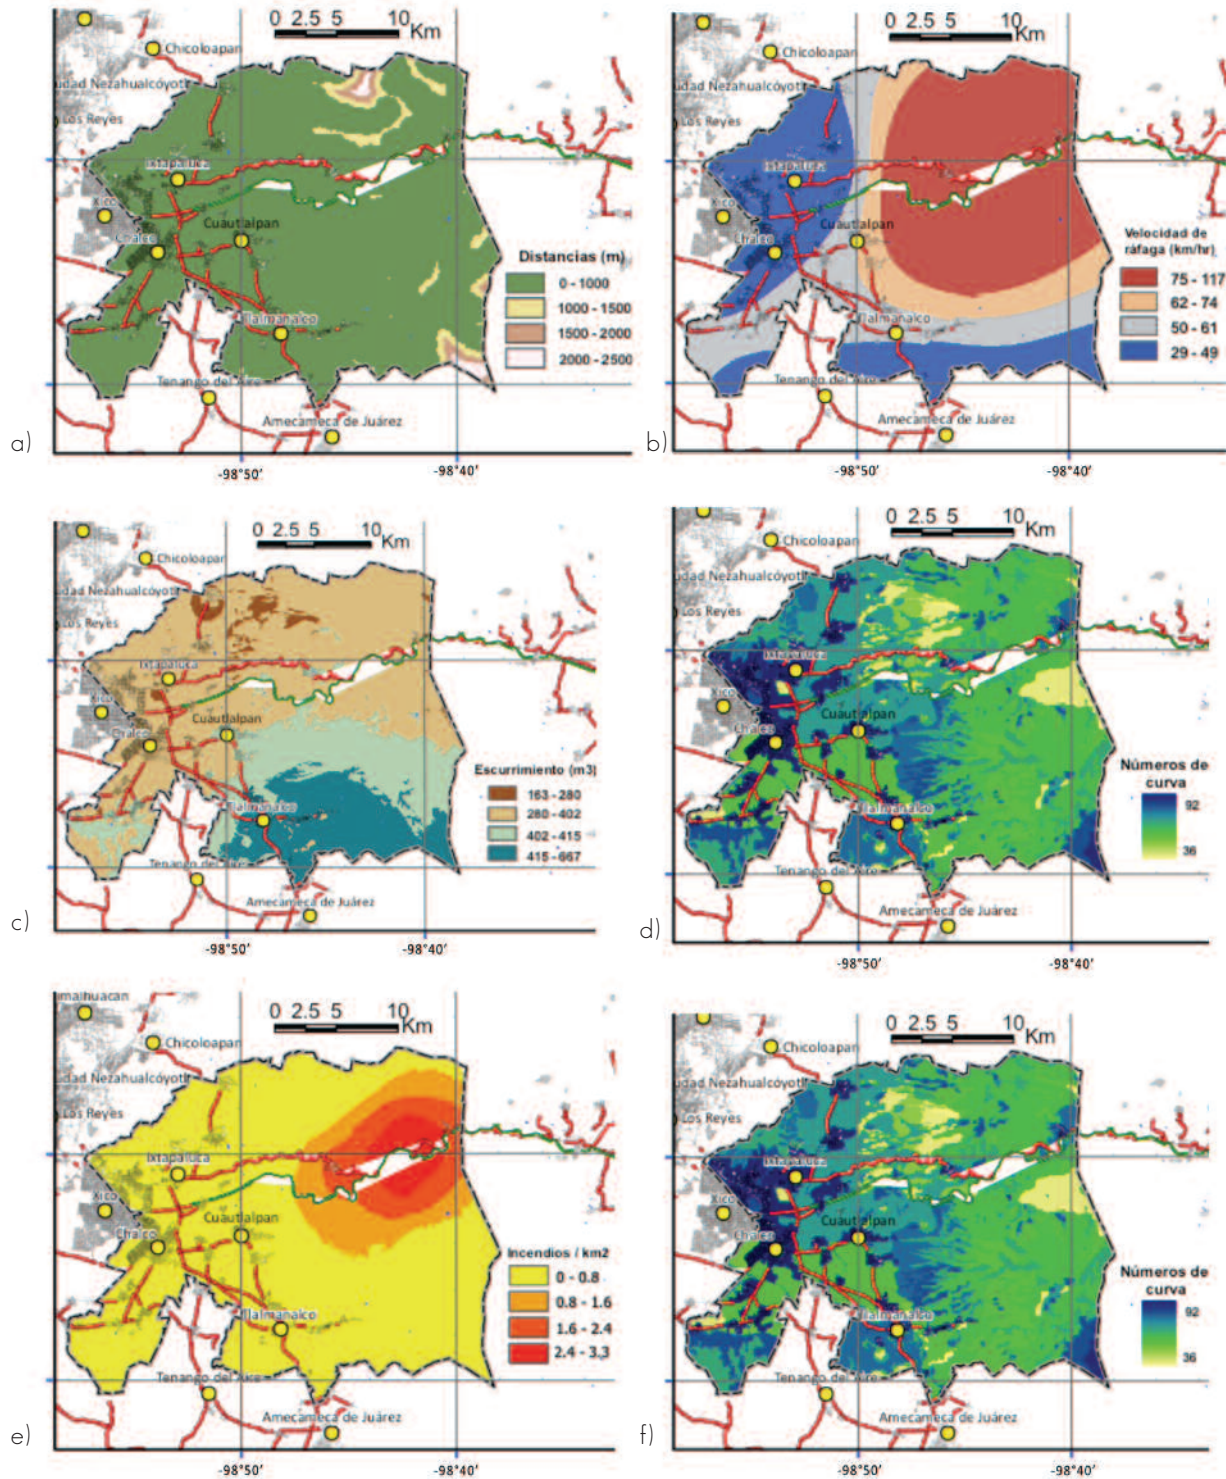 a)
0 2.5 5 10
Km
Chicoloapan
udad Nezahualcóyotl
Los Reyes
Ixtapaluca
Xico
Cuautlalpan
Chalco
Tlalmanalco
Tenango del Aire
Amecameca de Juárez
Distancias (m)
0 - 1000
1000 - 1500
1500 - 2000
2000 - 2500
-98°50'
-98°40'
b)
0 2.5 5 10
Km
Chicoloapan
udad Nezahualcóyotl
Los Reyes
Ixtapaluca
Xico
Cuautlalpan
Chalco
Tlalmanalco
Tenango del Aire
Amecameca de Juárez
Velocidad de
ráfaga (km/hr)
75 - 117
62 - 74
50 - 61
29 - 49
-98°50'
-98°40'
c)
0 2.5 5 10
Km
Chicoloapan
udad Nezahualcóyotl
Los Reyes
Ixtapaluca
Xico
Cuautlalpan
Chalco
Tlalmanalco
Tenango del Aire
Amecameca de Juárez
Escurrimiento (m3)
163 - 280
280 - 402
402 - 415
415 - 667
-98°50'
-98°40'
d)
0 2.5 5 10
Km
Chicoloapan
udad Nezahualcóyotl
Los Reyes
Ixtapaluca
Xico
Cuautlalpan
Chalco
Tlalmanalco
Tenango del Aire
Amecameca de Juárez
Números de
curva
92
36
-98°50'
-98°40'
e)
0 2.5 5 10
Km
imalhuacan
Chicoloapan
udad Nezahualcóyotl
Los Reyes
Ixtapaluca
Xico
Cuautlalpan
Chalco
Tlalmanalco
Tenango del Aire
Amecameca de Juárez
Incendios / km2
0 - 0.8
0.8 - 1.6
1.6 - 2.4
2.4 - 3.3
-98°50'
-98°40'
f)
0 2.5 5 10
Km
Chicoloapan
udad Nezahualcóyotl
Los Reyes
Ixtapaluca
Xico
Cuautlalpan
Chalco
Tlalmanalco
Tenango del Aire
Amecameca de Juárez
Números de
curva
92
36
-98°50'
-98°40'